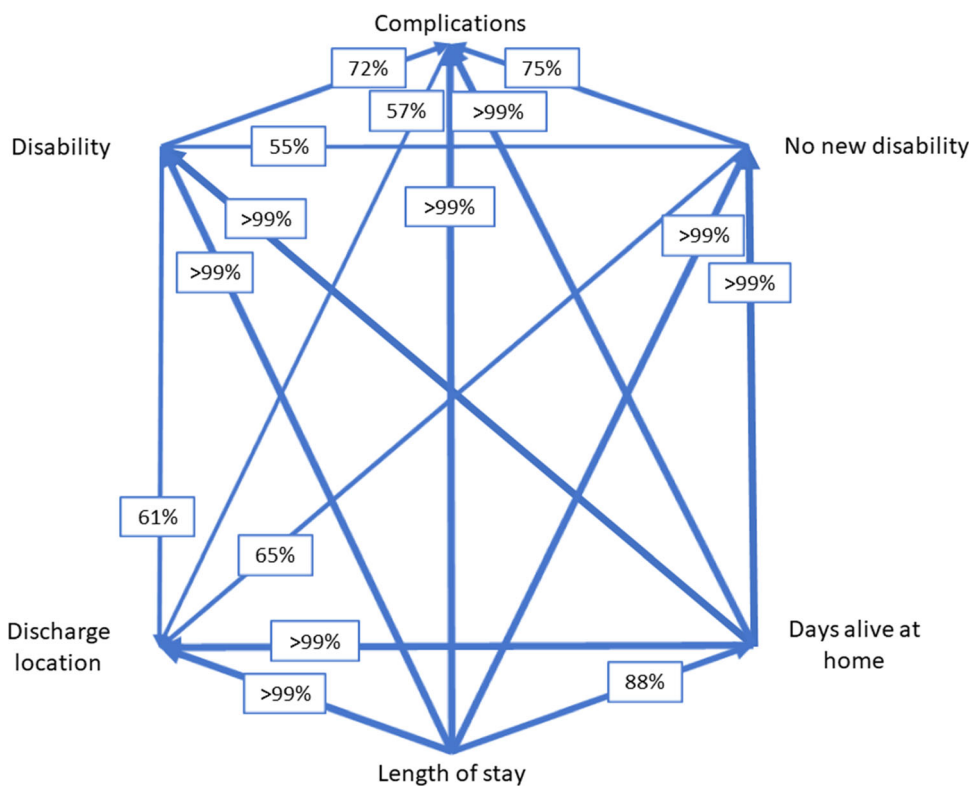 Complications
72%
75%
57%
>99%
Disability
55%
No new disability
>99%
>99%
>99%
>99%
>99%
61%
65%
Discharge
location
>99%
Days alive at
home
>99%
88%
Length of stay